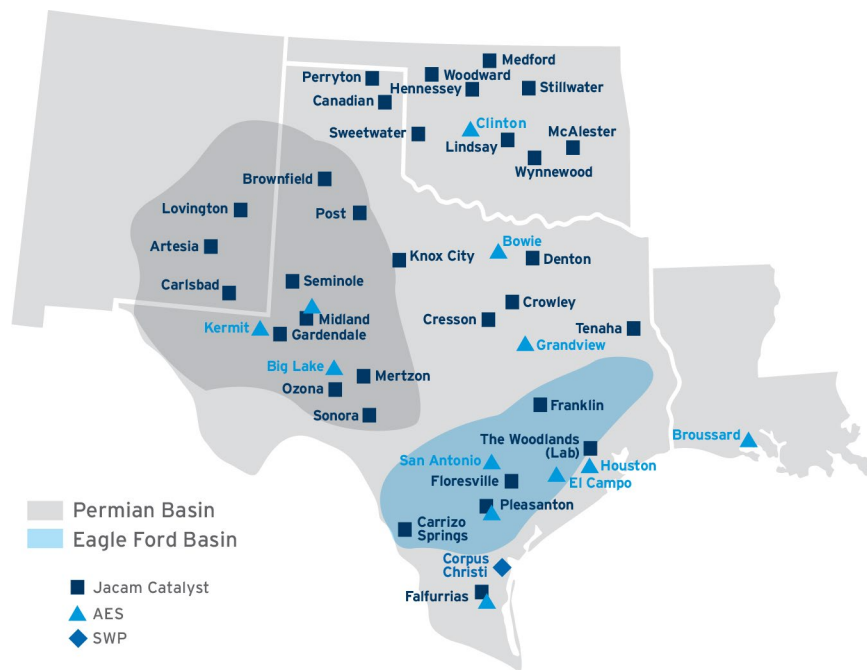 Medford
Woodward
Perryton
Hennessey
Stillwater
Canadian
Clinton
Sweetwater
McAlester
Lindsay
Wynnewood
Brownfield
Lovington
Post
Artesia
Bowie
Knox City
Denton
Carlsbad
Seminole
Crowley
Midland
Cresson
Kermit
Tenaha
Gardendale
Grandview
Big Lake
Mertzon
Ozona
Franklin
Sonora
The Woodlands
(Lab)
Broussard
San Antonio
Houston
Floresville
El Campo
Pleasanton
Permian Basin
Carrizo
Springs
Eagle Ford Basin
Corpus
Christi
Jacam Catalyst
Falfurrias
AES
SWP